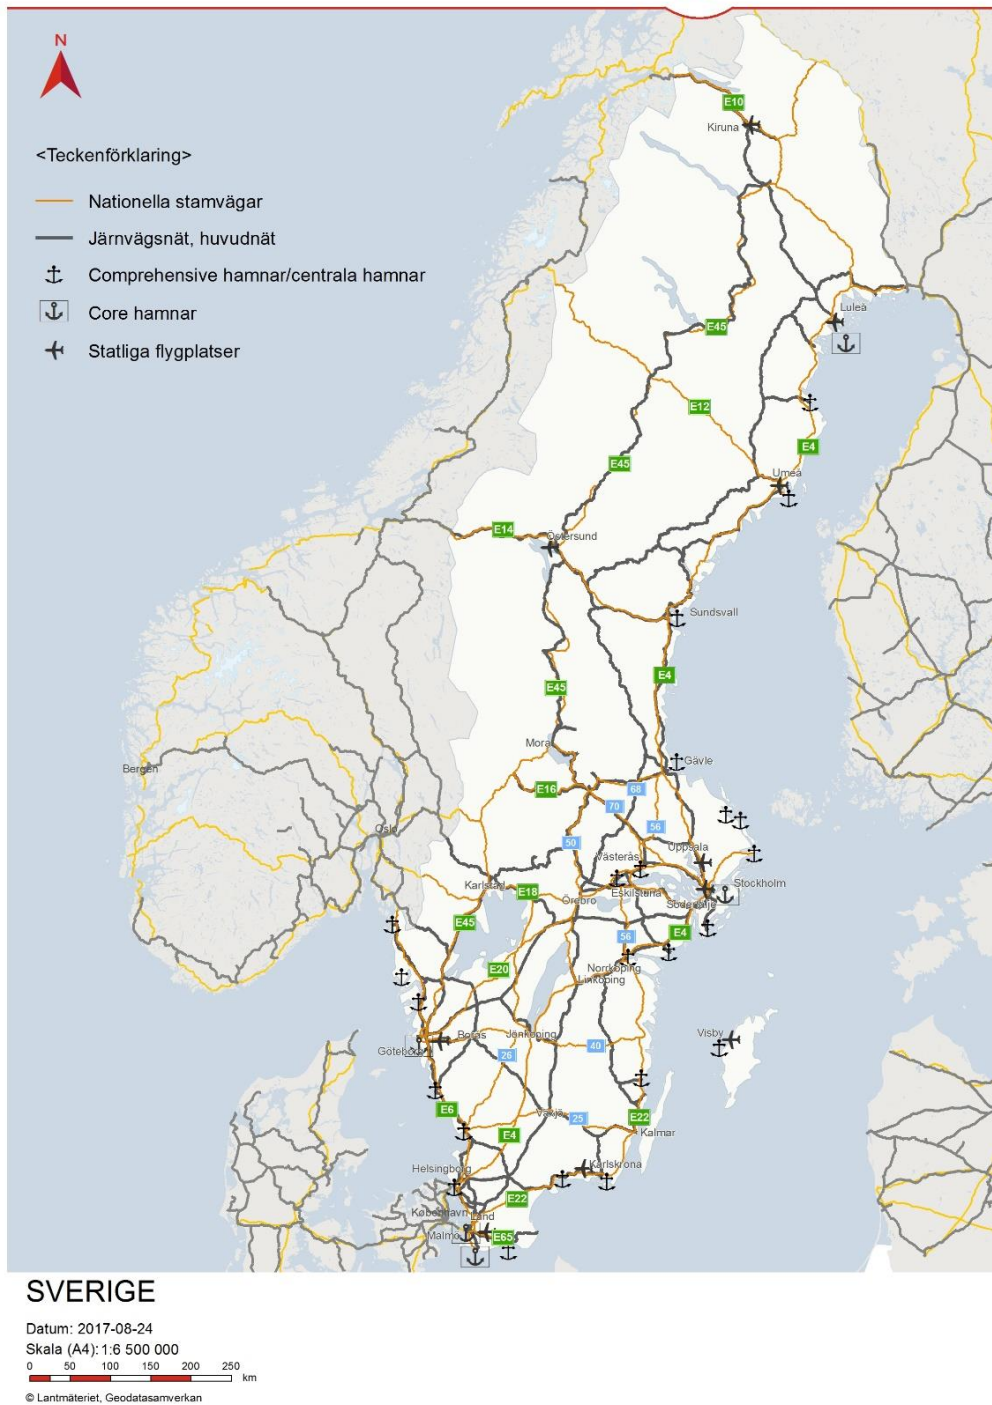 N
<Teckenförklaring>
Nationella stamvägar
Järnvägsnät, huvudnät
Comprehensive hamnar/centrala hamnar
Core hamnar
Statliga flygplatser
E10
Kiruna
Luleå
E45
E12
E4
E45
Umeå
E14
Östersund
Sundsvall
E4
E45
Mora
Gävle
Bergen
E16
68
70
56
Oslo
50
Västerås
Uppsala
Karlstad
E18
Örebro
Eskilstuna
Stockholm
Södertälje
E45
56
E4
E20
Norrköping
Linköping
Göteborg
Borås
Jönköping
Visby
26
40
E6
Växjö
25
E22
E4
Kalmar
Helsingborg
Karlskrona
E22
København
Lund
Malmö
E65
SVERIGE
Datum: 2017-08-24
Skala (A4): 1:6 500 000
0 50 100 150 200 250
km
© Lantmäteriet, Geodatasamverkan